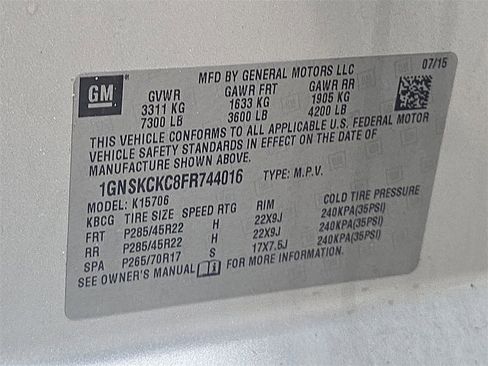 GM
MFD BY GENERAL MOTORS LLC 07/15
GVWR GAWR FRT GAWR RR
3311 KG 1633 KG 1905 KG
7300 LB 3600 LB 4200 LB
THIS VEHICLE CONFORMS TO ALL APPLICABLE U.S. FEDERAL MOTOR
VEHICLE SAFETY STANDARDS IN EFFECT ON THE DATE OF
MANUFACTURE SHOWN ABOVE.
1GNSKCKC8FR744016 TYPE: M.P.V.
MODEL: K15706
KBCG TIRE SIZE SPEED RTG RIM COLD TIRE PRESSURE
FRT P285/45R22 H 22X9J 240KPA(35PSI)
RR P285/45R22 H 22X9J 240KPA(35PSI)
SPA P265/70R17 S 17X7.5J 240KPA(35PSI)
SEE OWNER'S MANUAL FOR MORE INFORMATION.